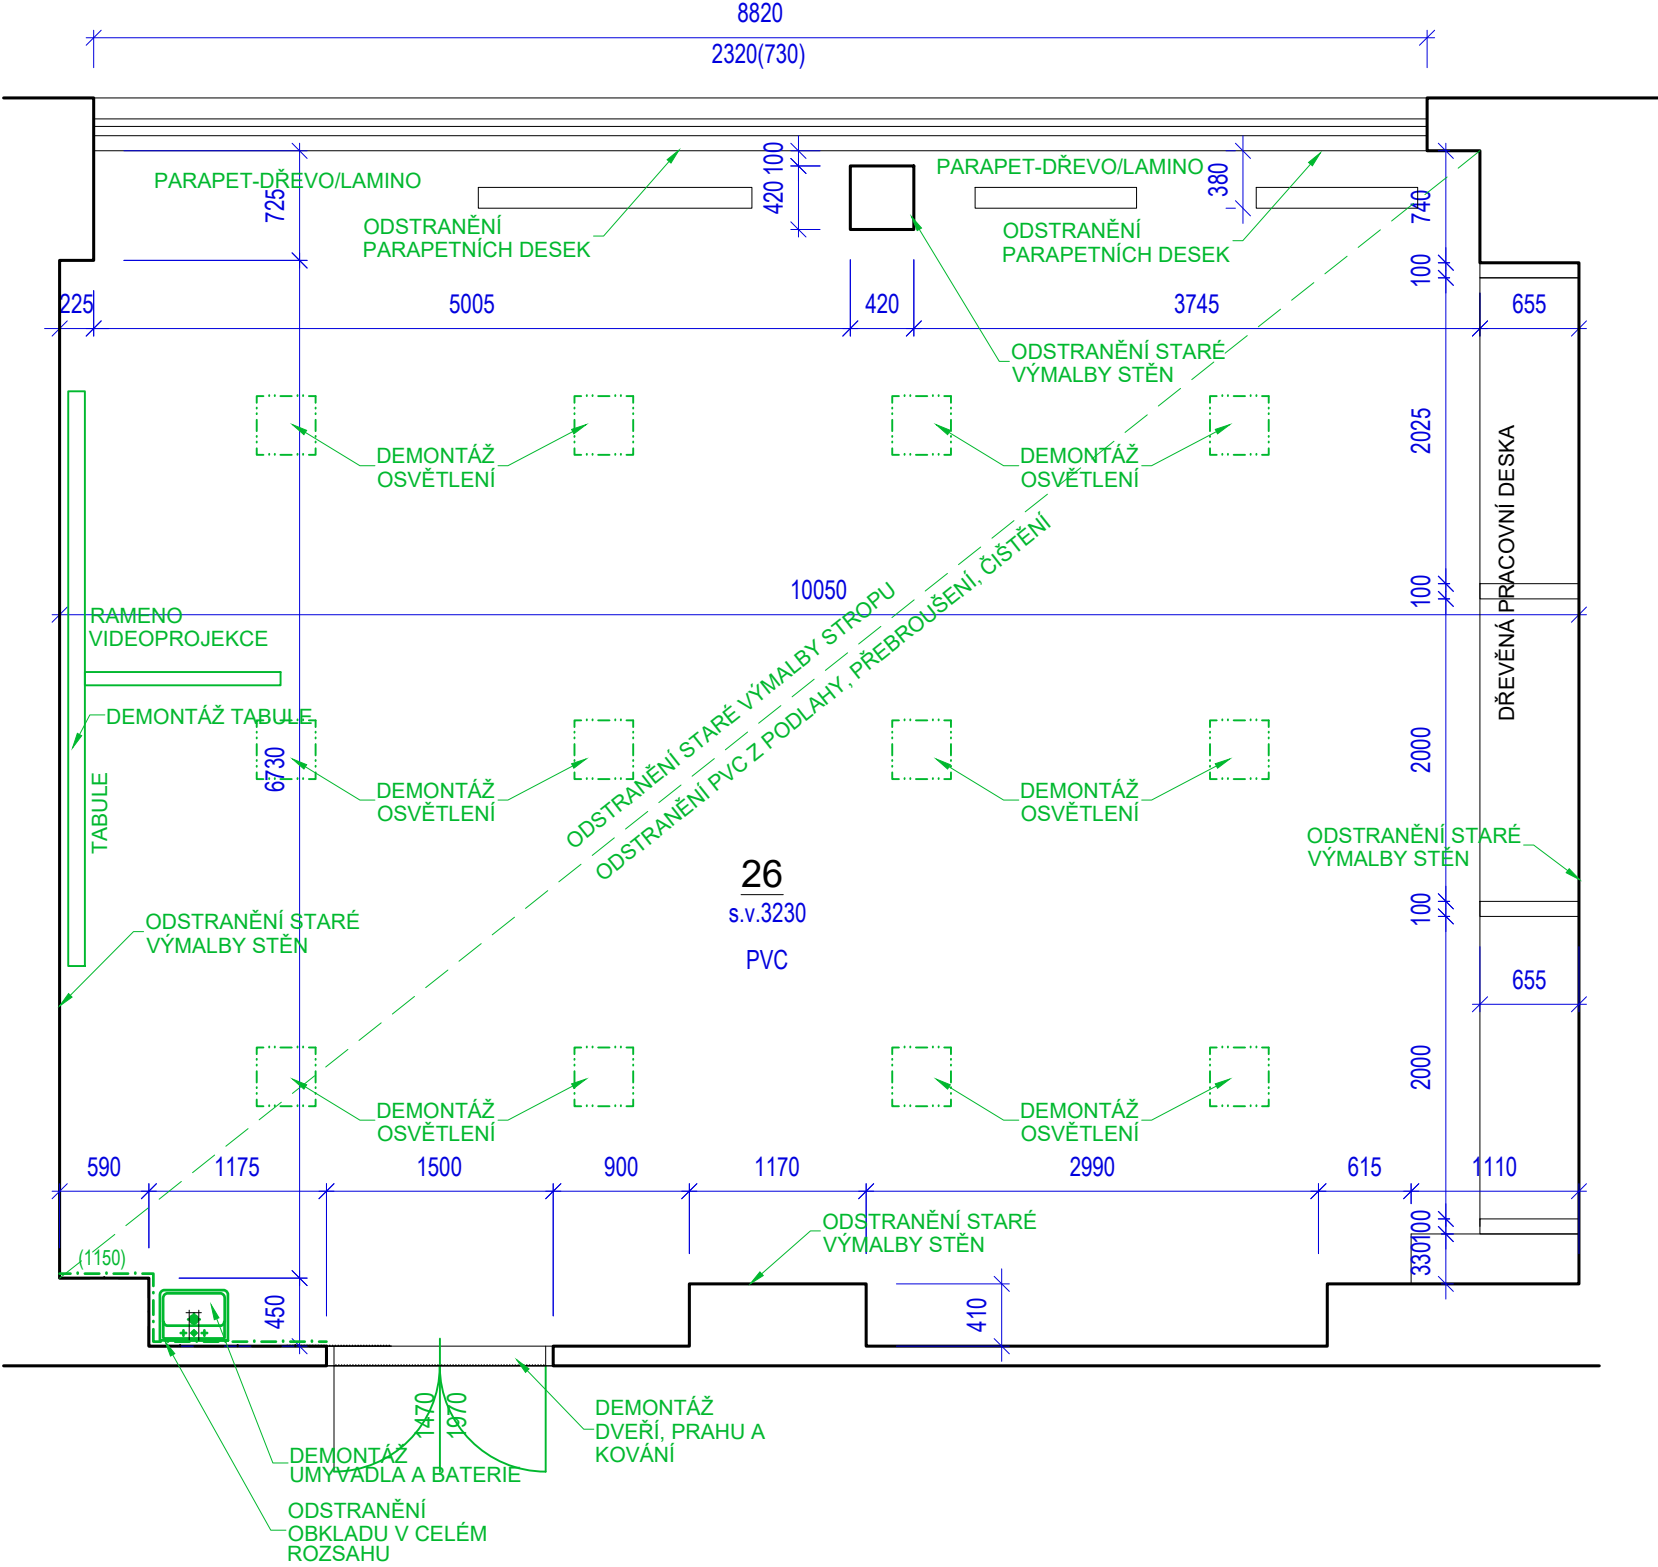 8820
2320(730)
PARAPET-DŘEVO/LAMINO
725
ODSTRANĚNÍ
PARAPETNÍCH DESEK
100
420
PARAPET-DŘEVO/LAMINO
380
ODSTRANĚNÍ
PARAPETNÍCH DESEK
740
100
225
5005
420
3745
655
ODSTRANĚNÍ STARÉ
VÝMALBY STĚN
DEMONTÁŽ
OSVĚTLENÍ
DEMONTÁŽ
OSVĚTLENÍ
2025
DŘEVĚNÁ PRACOVNÍ DESKA
10050
100
RAMENO
VIDEOPROJEKCE
DEMONTÁŽ TABULE
TABULE
6730
ODSTRANĚNÍ STARÉ VÝMALBY STROPU
ODSTRANĚNÍ PVC Z PODLAHY, PŘEBROUŠENÍ, ČIŠTĚNÍ
DEMONTÁŽ
OSVĚTLENÍ
DEMONTÁŽ
OSVĚTLENÍ
2000
ODSTRANĚNÍ STARÉ
VÝMALBY STĚN
26
s.v.3230
PVC
100
ODSTRANĚNÍ STARÉ
VÝMALBY STĚN
655
2000
DEMONTÁŽ
OSVĚTLENÍ
DEMONTÁŽ
OSVĚTLENÍ
590
1175
1500
900
1170
2990
615
1110
ODSTRANĚNÍ STARÉ
VÝMALBY STĚN
100
330
(1150)
450
410
1470
1970
DEMONTÁŽ
DVEŘÍ, PRAHU A
KOVÁNÍ
DEMONTÁŽ
UMYVADLA A BATERIE
ODSTRANĚNÍ
OBKLADU V CELÉM
ROZSAHU